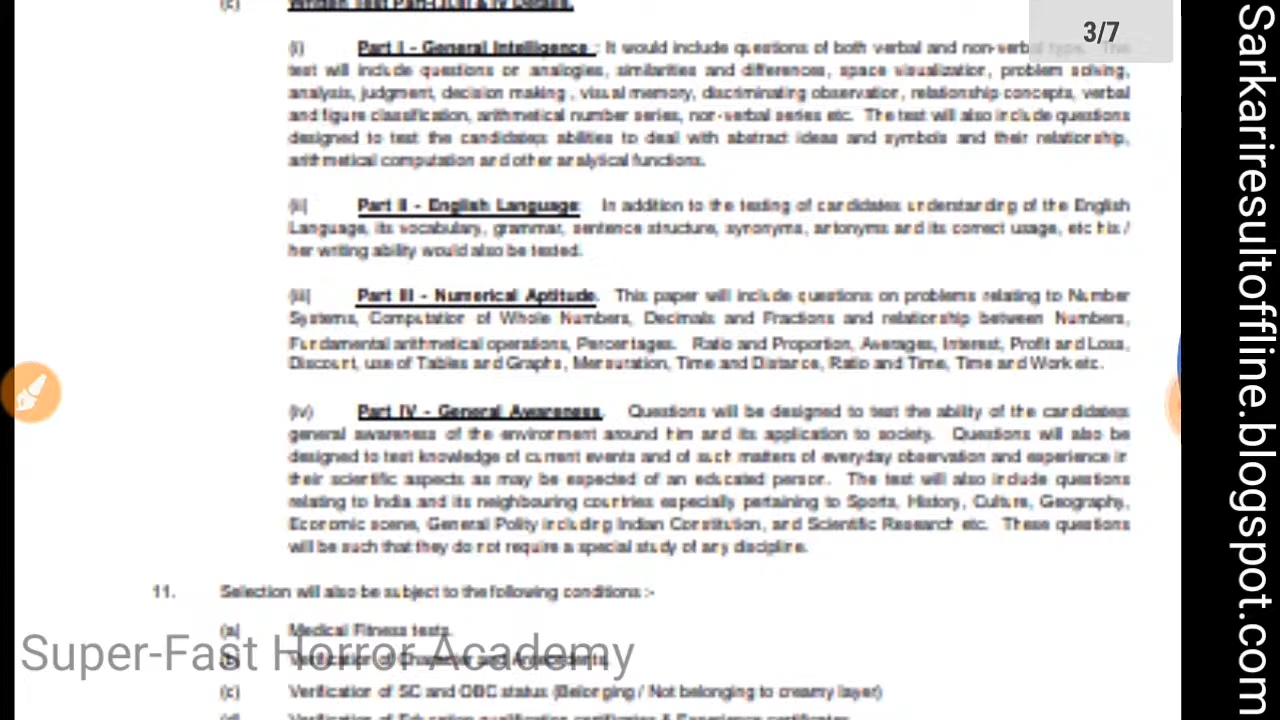 (c) Written Test Part-I,II,III & IV Details.
3/7
(i) Part I - General Intelligence : It would include questions of both verbal and non-verbal type. The
test will include questions on analogies, similarities and differences, space visualization, problem solving,
analysis, judgment, decision making , visual memory, discriminating observation, relationship concepts, verbal
and figure classification, arithmetical number series, non-verbal series etc. The test will also include questions
designed to test the candidates abilities to deal with abstract ideas and symbols and their relationship,
arithmetical computation and other analytical functions.
(ii) Part II - English Language: In addition to the testing of candidates understanding of the English
Language, its vocabulary, grammar, sentence structure, synonyms, antonyms and its correct usage, etc his /
her writing ability would also be tested.
(iii) Part III - Numerical Aptitude. This paper will include questions on problems relating to Number
Systems, Computation of Whole Numbers, Decimals and Fractions and relationship between Numbers,
Fundamental arithmetical operations, Percentages. Ratio and Proportion, Averages, Interest, Profit and Loss,
Discount, use of Tables and Graphs, Mensuration, Time and Distance, Ratio and Time, Time and Work etc.
(iv) Part IV - General Awareness. Questions will be designed to test the ability of the candidates
general awareness of the environment around him and its application to society. Questions will also be
designed to test knowledge of current events and of such matters of everyday observation and experience in
their scientific aspects as may be expected of an educated person. The test will also include questions
relating to India and its neighbouring countries especially pertaining to Sports, History, Culture, Geography,
Economic scene, General Polity including Indian Constitution, and Scientific Research etc. These questions
will be such that they do not require a special study of any discipline.
11. Selection will also be subject to the following conditions :-
(a) Medical Fitness tests.
(b) Verification of Character and Antecedents.
(c) Verification of SC and OBC status (Belonging / Not belonging to creamy layer)
(d) Verification of Education qualification certificates & Experience certificates
Super-Fast Horror Academy
Sarkariresultoffline.blogspot.com